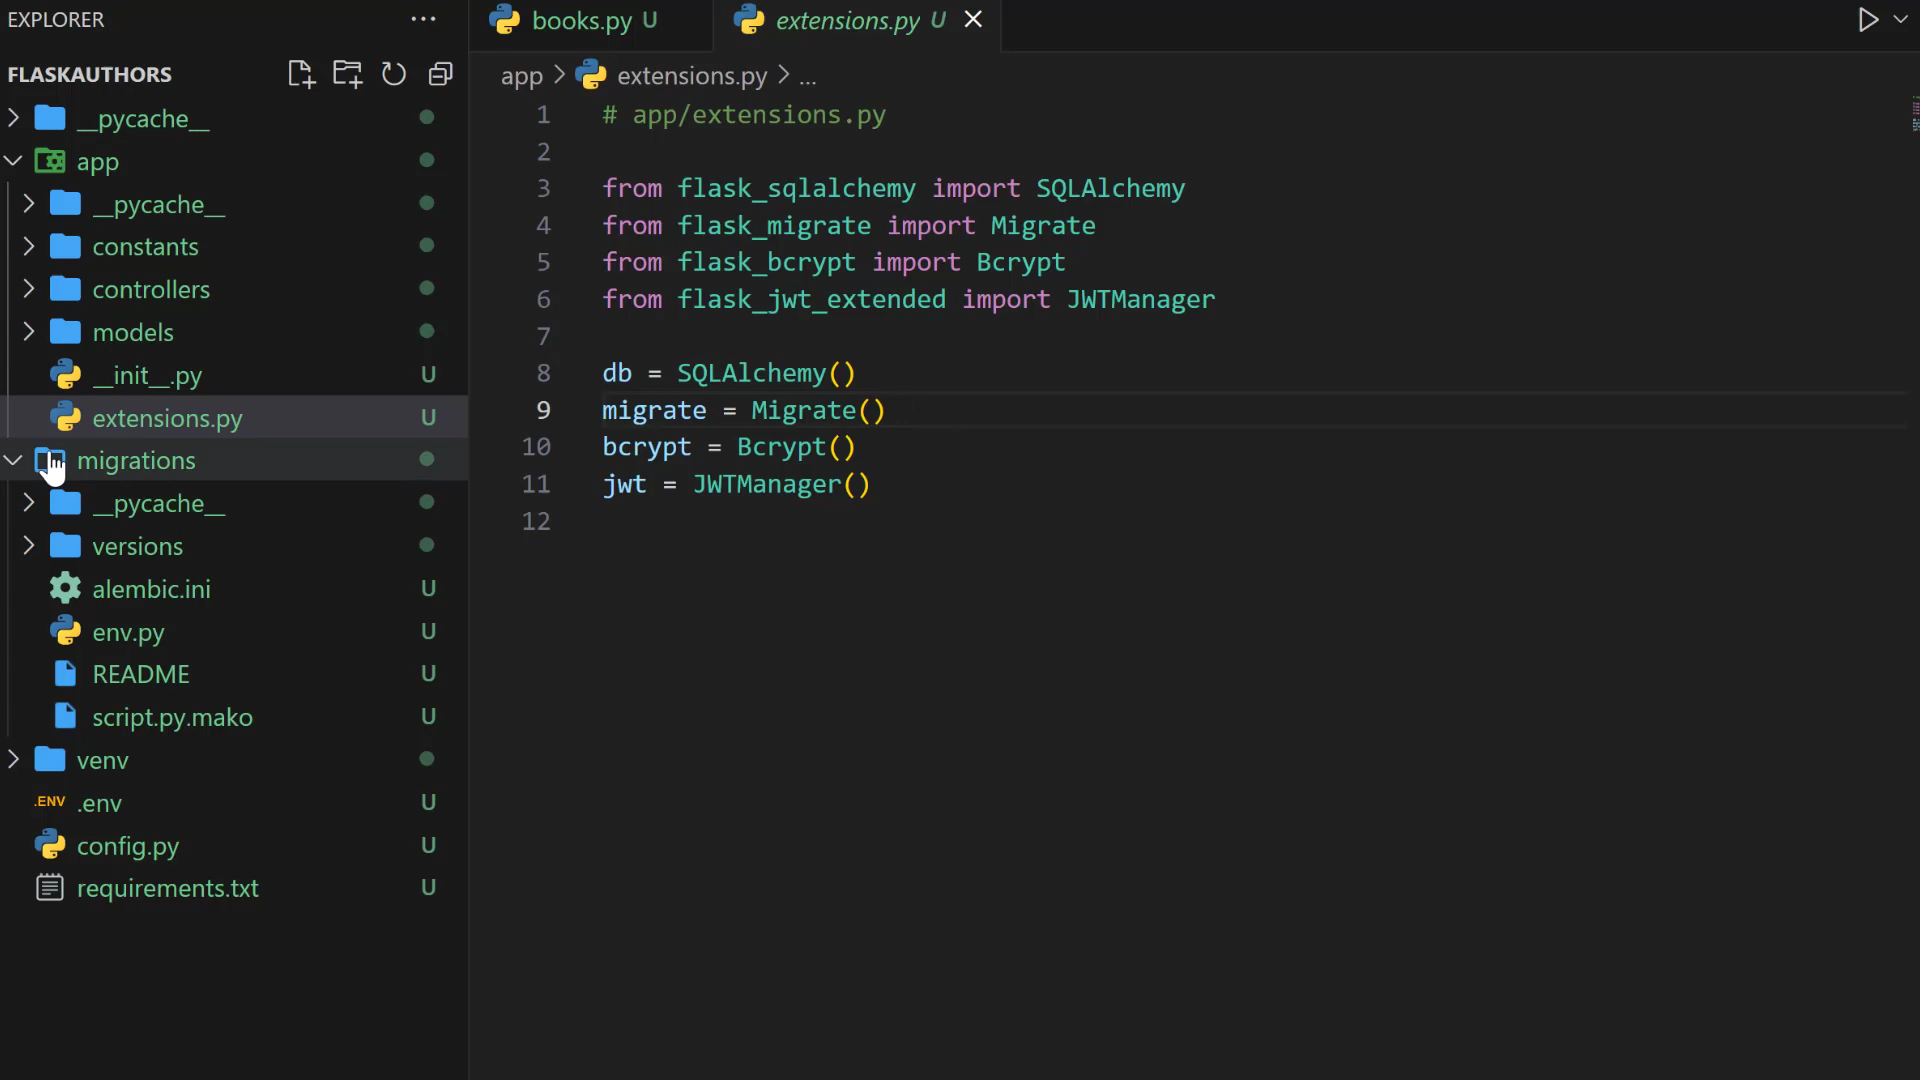 EXPLORER
FLASKAUTHORS
__pycache__
app
__pycache__
constants
controllers
models
__init__.py U
extensions.py U
migrations
__pycache__
versions
alembic.ini U
env.py U
README U
script.py.mako U
venv
.ENV .env U
config.py U
requirements.txt U
books.py U extensions.py U
app > extensions.py > ...
1 # app/extensions.py
2
3 from flask_sqlalchemy import SQLAlchemy
4 from flask_migrate import Migrate
5 from flask_bcrypt import Bcrypt
6 from flask_jwt_extended import JWTManager
7
8 db = SQLAlchemy()
9 migrate = Migrate()
10 bcrypt = Bcrypt()
11 jwt = JWTManager()
12